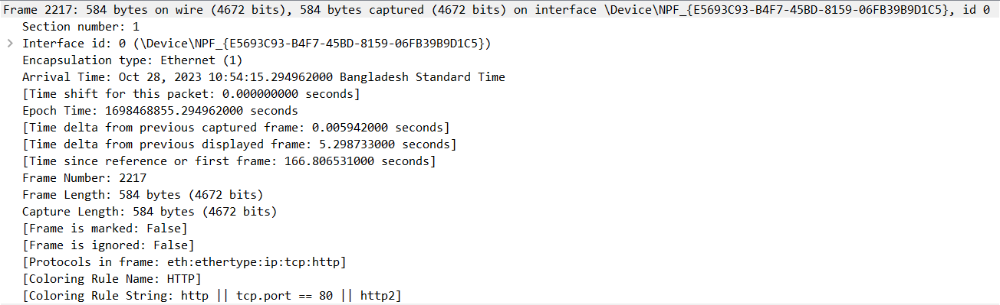 Frame 2217: 584 bytes on wire (4672 bits), 584 bytes captured (4672 bits) on interface \Device\NPF_{E5693C93-B4F7-45BD-8159-06FB39B9D1C5}, id 0
Section number: 1
Interface id: 0 (\Device\NPF_{E5693C93-B4F7-45BD-8159-06FB39B9D1C5})
Encapsulation type: Ethernet (1)
Arrival Time: Oct 28, 2023 10:54:15.294962000 Bangladesh Standard Time
[Time shift for this packet: 0.000000000 seconds]
Epoch Time: 1698468855.294962000 seconds
[Time delta from previous captured frame: 0.005942000 seconds]
[Time delta from previous displayed frame: 5.298733000 seconds]
[Time since reference or first frame: 166.806531000 seconds]
Frame Number: 2217
Frame Length: 584 bytes (4672 bits)
Capture Length: 584 bytes (4672 bits)
[Frame is marked: False]
[Frame is ignored: False]
[Protocols in frame: eth:ethertype:ip:tcp:http]
[Coloring Rule Name: HTTP]
[Coloring Rule String: http || tcp.port == 80 || http2]